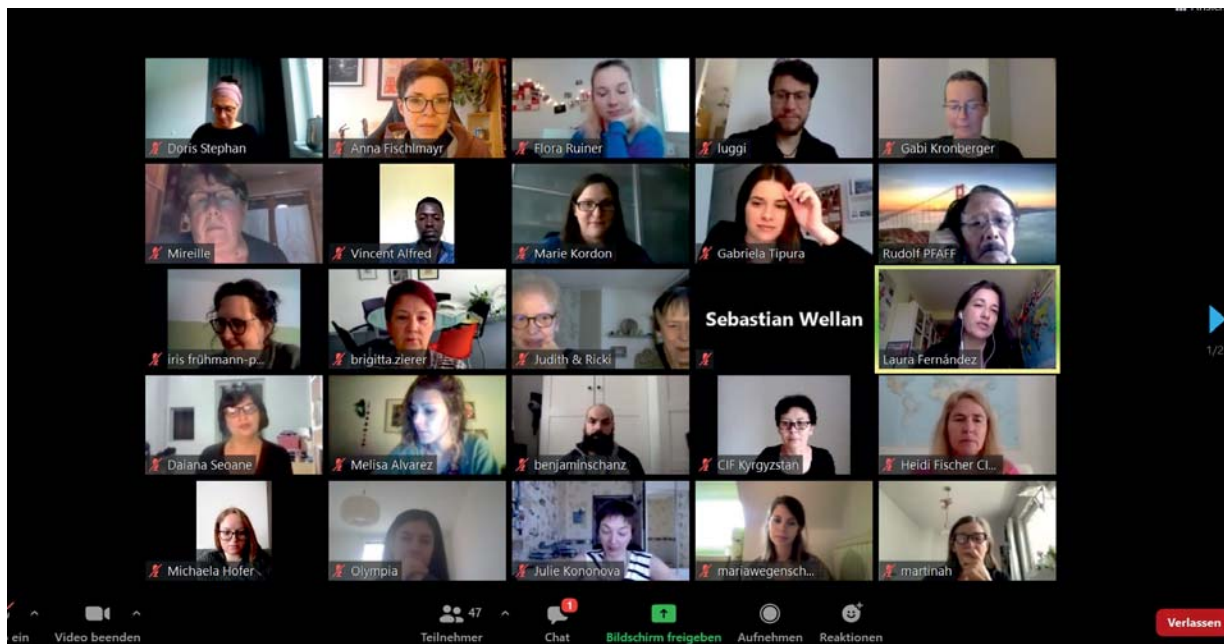 Doris Stephan
Anna Fischlmayr
Flora Ruiner
luggi
Gabi Kronberger
Mireille
Vincent Alfred
Marie Kordon
Gabriela Tipura
Rudolf PFAFF
iris frühmann-p...
brigitta.zierer
Judith & Ricki
Sebastian Wellan
Laura Fernández
Daiana Seoane
Melisa Alvarez
benjaminschanz
CIF Kyrgyzstan
Heidi Fischer CI...
1/2
Michaela Hofer
Olympia
Julie Kononova
mariawegensch...
martinah
47
1
ein
Video beenden
Teilnehmer
Chat
Bildschirm freigeben
Aufnehmen
Reaktionen
Verlassen